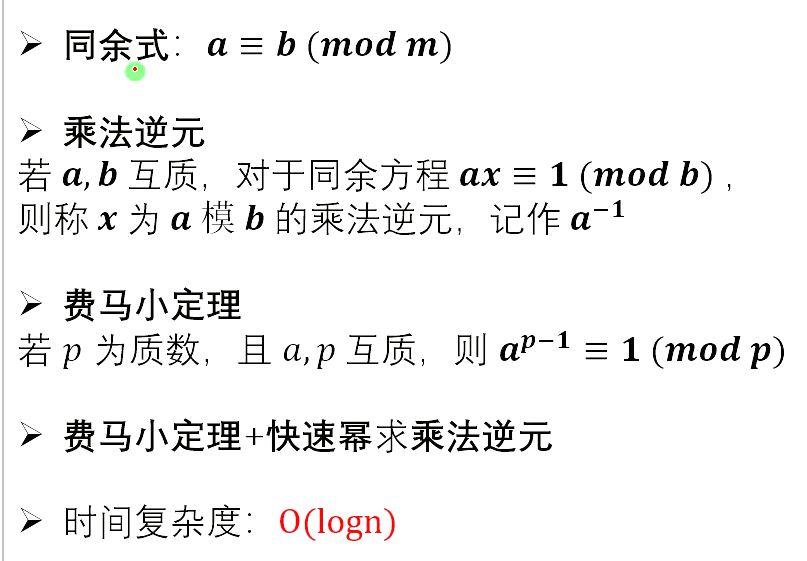 ➢ 同余式：a ≡ b (mod m)
➢ 乘法逆元
若 a, b 互质，对于同余方程 ax ≡ 1 (mod b)，
则称 x 为 a 模 b 的乘法逆元，记作 a⁻¹
➢ 费马小定理
若 p 为质数，且 a, p 互质，则 aᵖ⁻¹ ≡ 1 (mod p)
➢ 费马小定理+快速幂求乘法逆元
➢ 时间复杂度：O(logn)